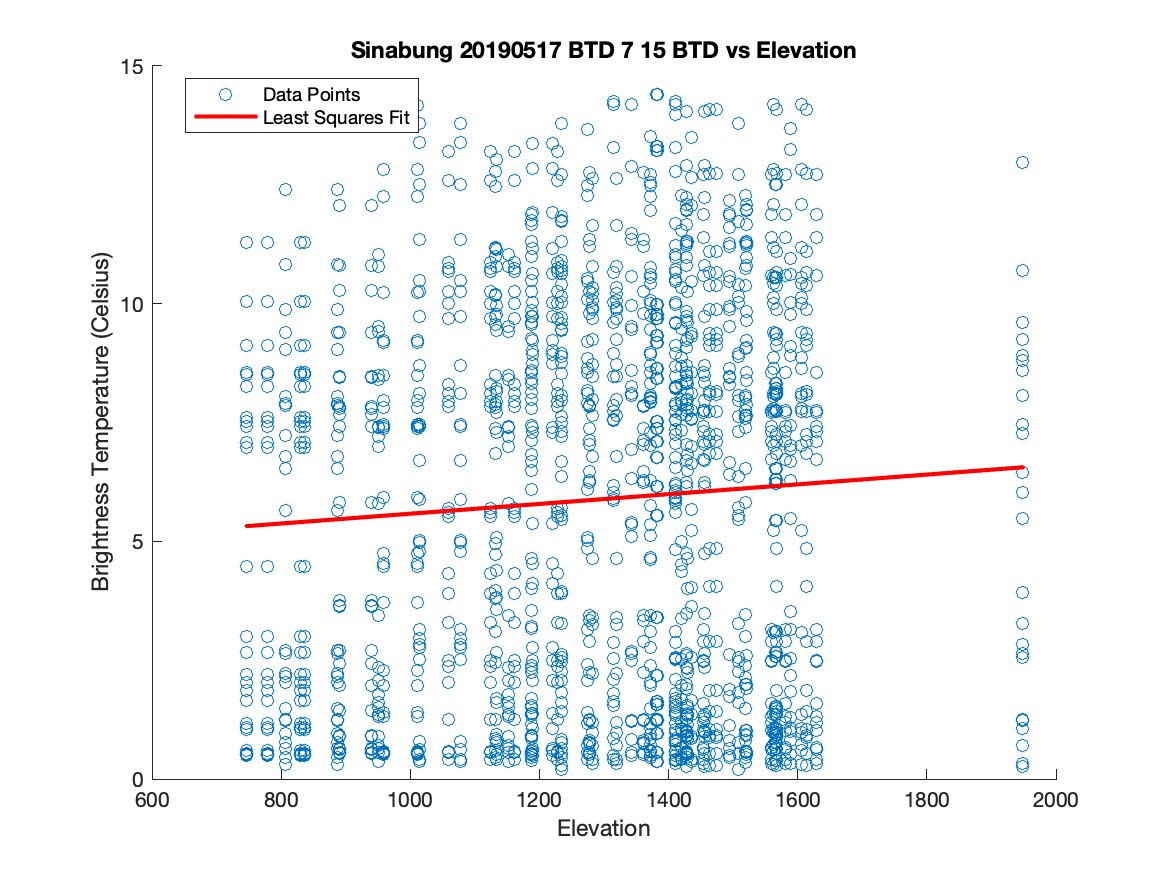 Sinabung 20190517 BTD 7 15 BTD vs Elevation
Data Points
Least Squares Fit
15
10
5
0
Brightness Temperature (Celsius)
600 800 1000 1200 1400 1600 1800 2000
Elevation